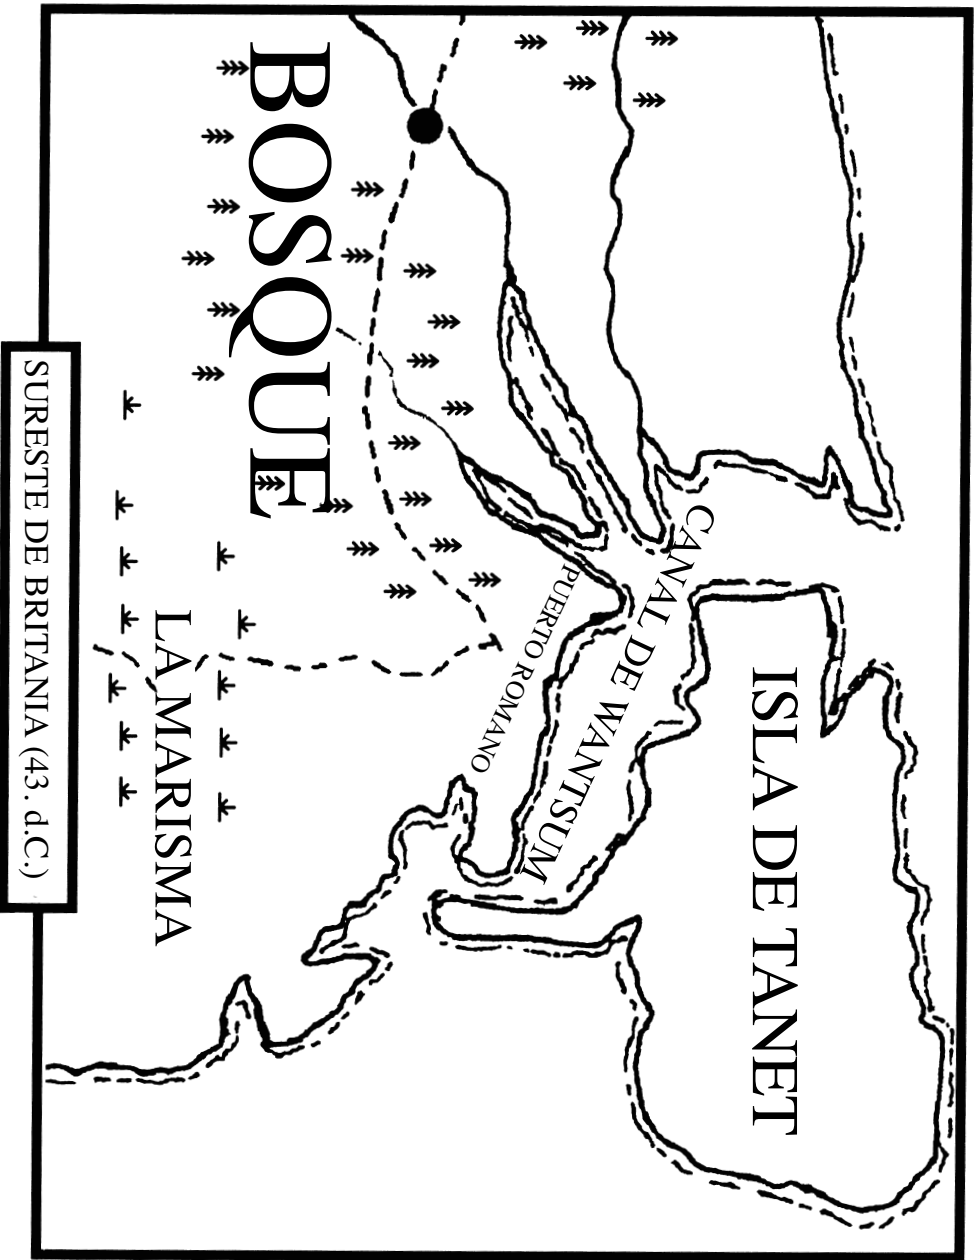 ISLA DE TANET
CANAL DE WANTSUM
PUERTO ROMANO
BOSQUE
LA MARISMA
SURESTE DE BRITANIA (43. d.C.)